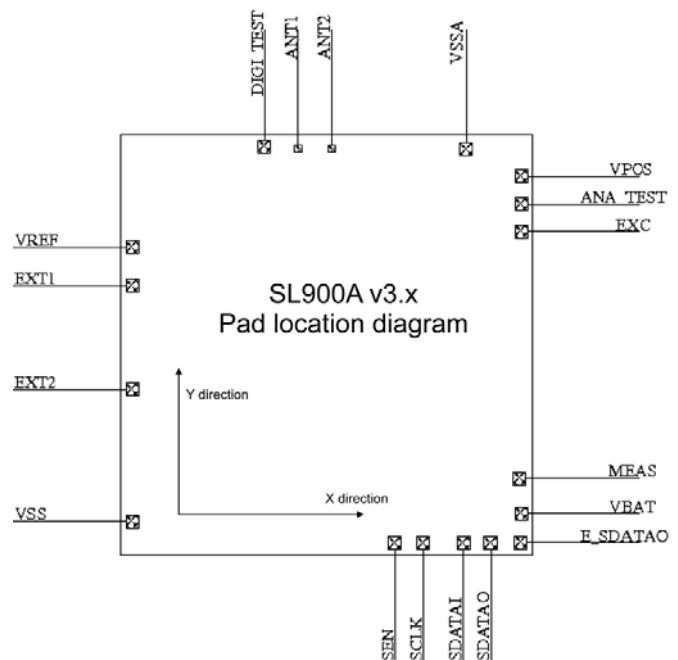 DIGI_TEST
ANT1
ANT2
VSSA
VPOS
ANA_TEST
EXC
VREF
EXT1
SL900A v3.x
Pad location diagram
EXT2
Y direction
X direction
MEAS
VSS
VBAT
E_SDATAO
SEN
SCLK
SDATAI
SDATAO